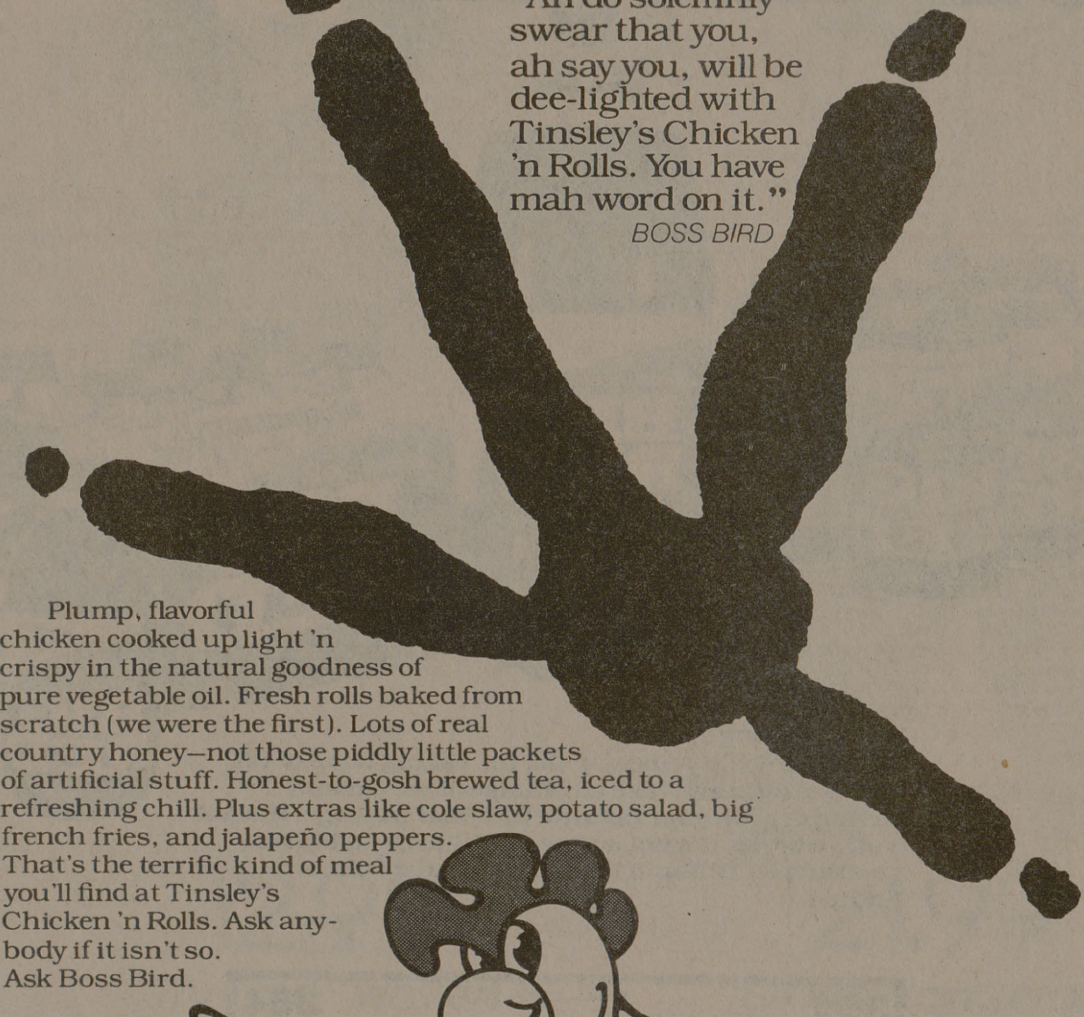 "Ah do solemnly
swear that you,
ah say you, will be
dee-lighted with
Tinsley's Chicken
'n Rolls. You have
mah word on it."
BOSS BIRD
Plump, flavorful
chicken cooked up light 'n
crispy in the natural goodness of
pure vegetable oil. Fresh rolls baked from
scratch (we were the first). Lots of real
country honey—not those piddly little packets
of artificial stuff. Honest-to-gosh brewed tea, iced to a
refreshing chill. Plus extras like cole slaw, potato salad, big
french fries, and jalapeño peppers.
That's the terrific kind of meal
you'll find at Tinsley's
Chicken 'n Rolls. Ask any-
body if it isn't so.
Ask Boss Bird.